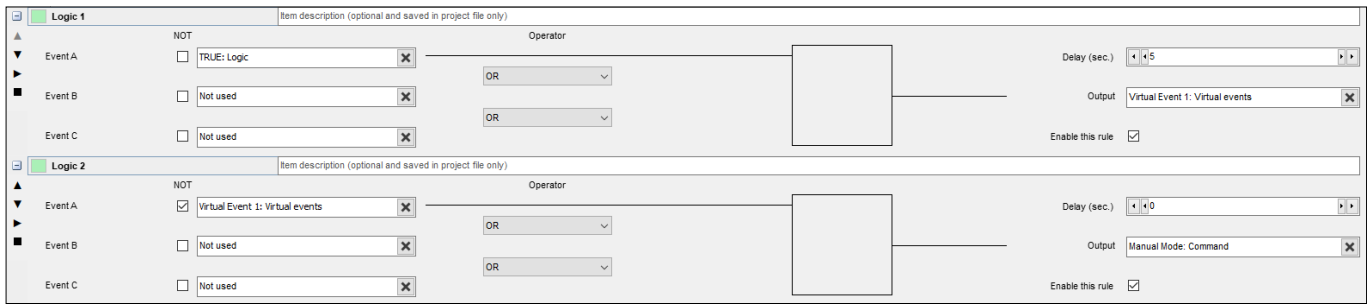 Logic 1 Item description (optional and saved in project file only)
NOT Operator
Event A TRUE: Logic Delay (sec.) 5
OR
Event B Not used Output Virtual Event 1: Virtual events
OR
Event C Not used Enable this rule
Logic 2 Item description (optional and saved in project file only)
NOT Operator
Event A Virtual Event 1: Virtual events Delay (sec.) 0
OR
Event B Not used Output Manual Mode: Command
OR
Event C Not used Enable this rule